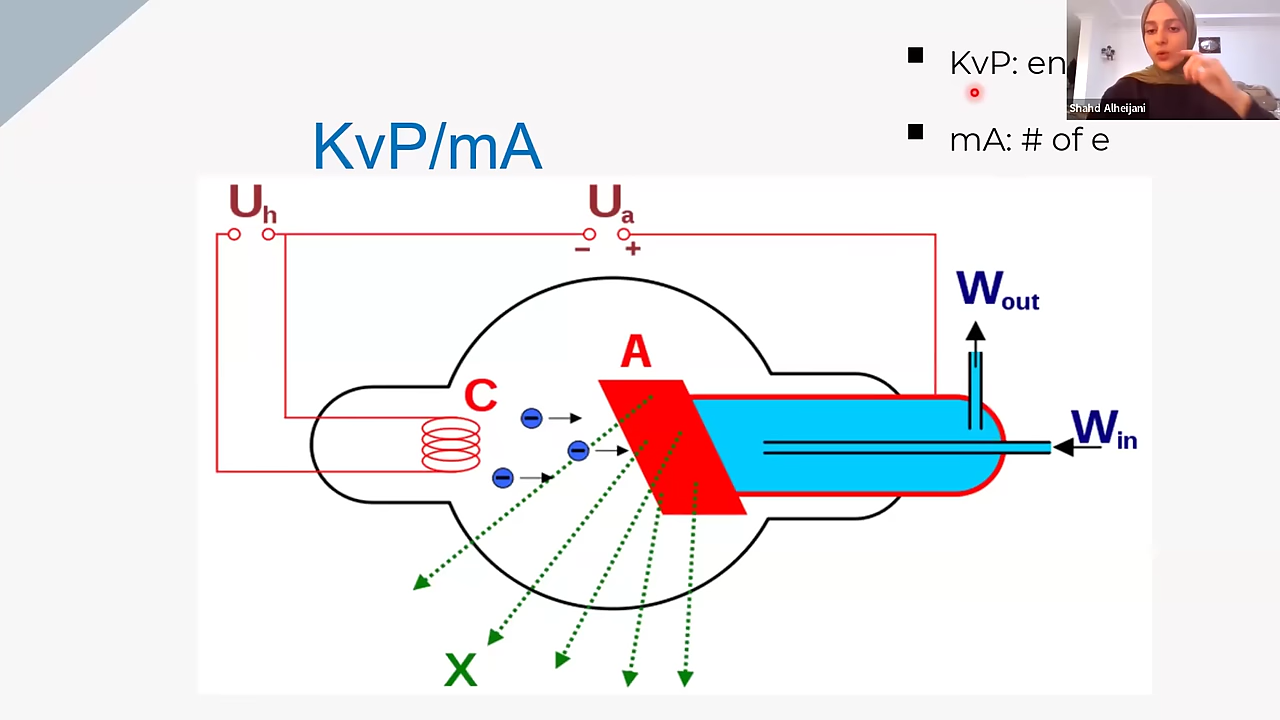 KvP: en
Shahd Alheijani
mA: # of e
KvP/mA
Uh
Ua
− +
Wout
A
C
Win
X